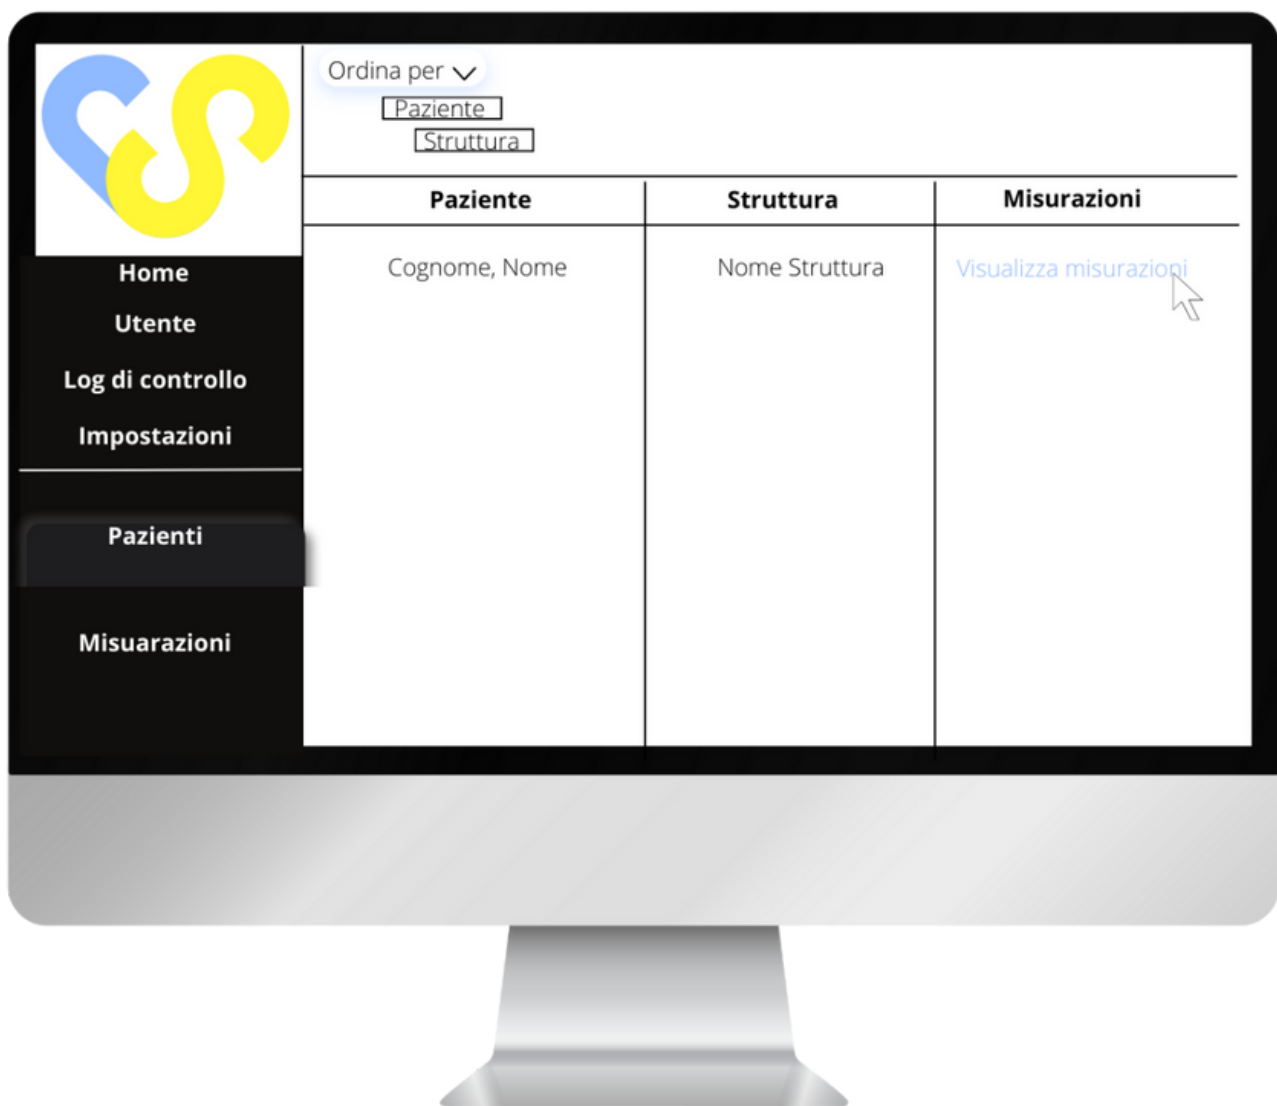 Ordina per
Paziente
Struttura
Paziente Struttura Misurazioni
Cognome, Nome Nome Struttura Visualizza misurazioni
Home
Utente
Log di controllo
Impostazioni
Pazienti
Misuarazioni